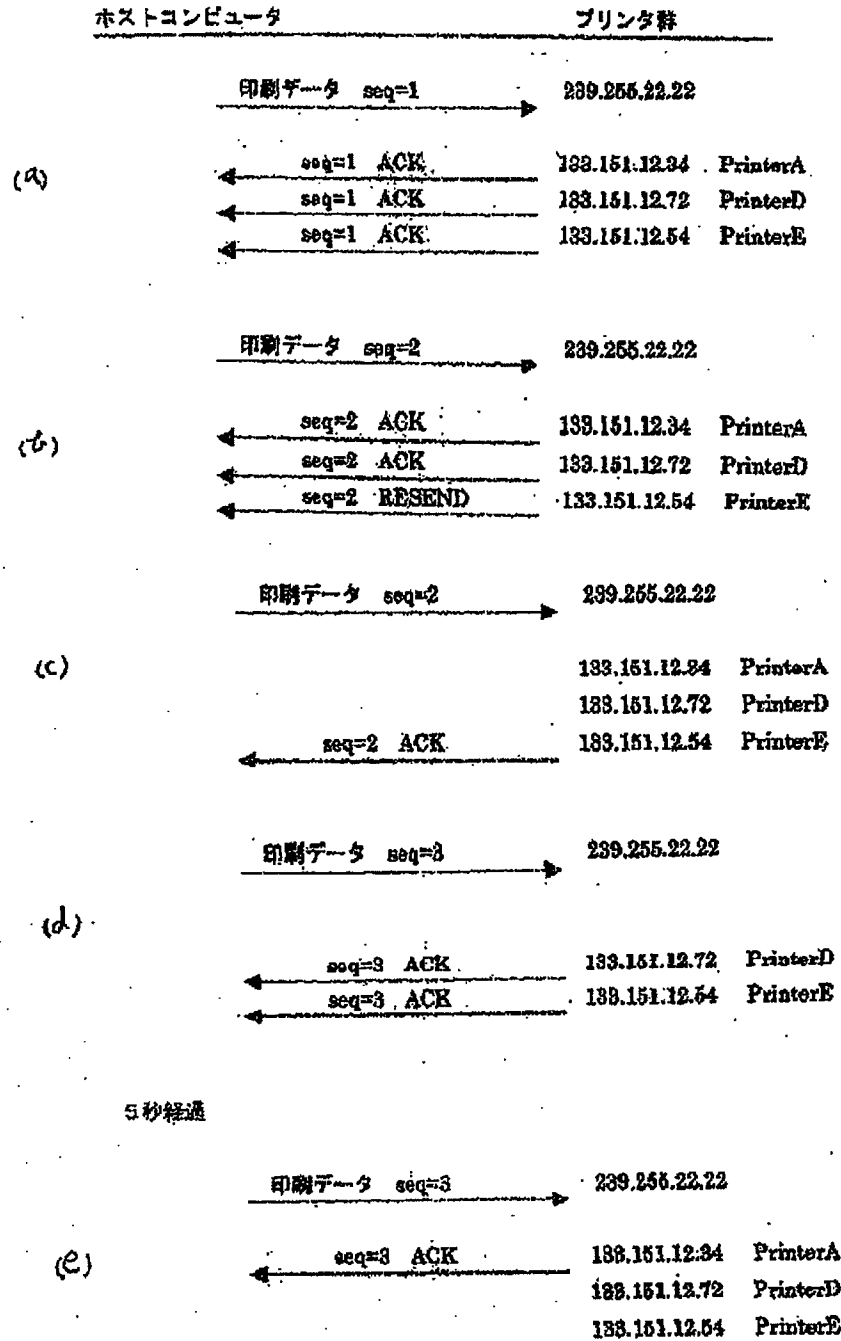 ホストコンピュータ プリンタ群
印刷データ seq=1 239.255.22.22
(a)
seq=1 ACK 133.151.12.34 PrinterA
seq=1 ACK 133.151.12.72 PrinterD
seq=1 ACK 133.151.12.54 PrinterE
印刷データ seq=2 239.255.22.22
(b)
seq=2 ACK 133.151.12.34 PrinterA
seq=2 ACK 133.151.12.72 PrinterD
seq=2 RESEND 133.151.12.54 PrinterE
印刷データ seq=2 239.255.22.22
(c)
133.151.12.34 PrinterA
133.151.12.72 PrinterD
seq=2 ACK 133.151.12.54 PrinterE
印刷データ seq=3 239.255.22.22
(d)
seq=3 ACK 133.151.12.72 PrinterD
seq=3 ACK 133.151.12.54 PrinterE
5秒経過
印刷データ seq=3 239.255.22.22
(e)
seq=3 ACK 133.151.12.34 PrinterA
133.151.12.72 PrinterD
133.151.12.54 PrinterE